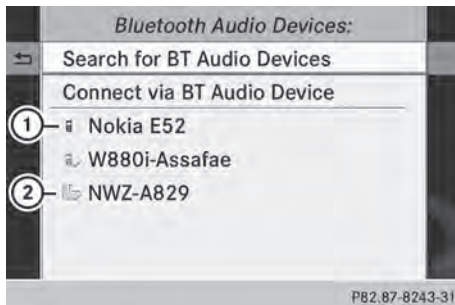 Bluetooth Audio Devices:
Search for BT Audio Devices
Connect via BT Audio Device
1 Nokia E52
W880i-Assafae
2 NWZ-A829
P82.87-8243-31